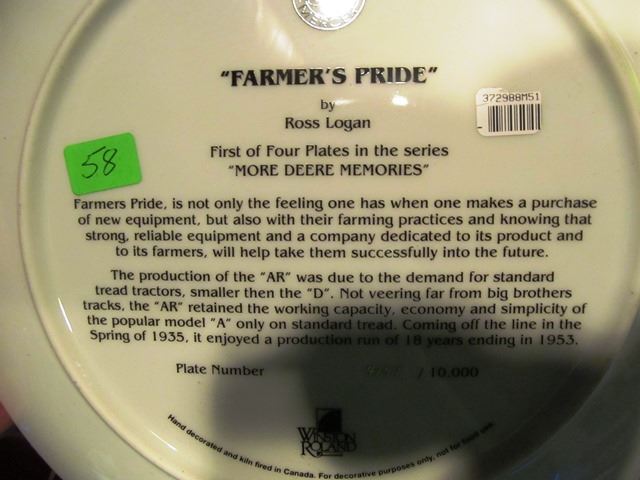 "FARMER'S PRIDE"
by
Ross Logan
372988M51
58
First of Four Plates in the series
"MORE DEERE MEMORIES"
Farmers Pride, is not only the feeling one has when one makes a purchase
of new equipment, but also with their farming practices and knowing that
strong, reliable equipment and a company dedicated to its product and
to its farmers, will help take them successfully into the future.
The production of the "AR" was due to the demand for standard
tread tractors, smaller then the "D". Not veering far from big brothers
tracks, the "AR" retained the working capacity, economy and simplicity of
the popular model "A" only on standard tread. Coming off the line in the
Spring of 1935, it enjoyed a production run of 18 years ending in 1953.
Plate Number / 10,000
WINSTON
ROLAND
Hand decorated and kiln fired in Canada. For decorative purposes only, not for food use.